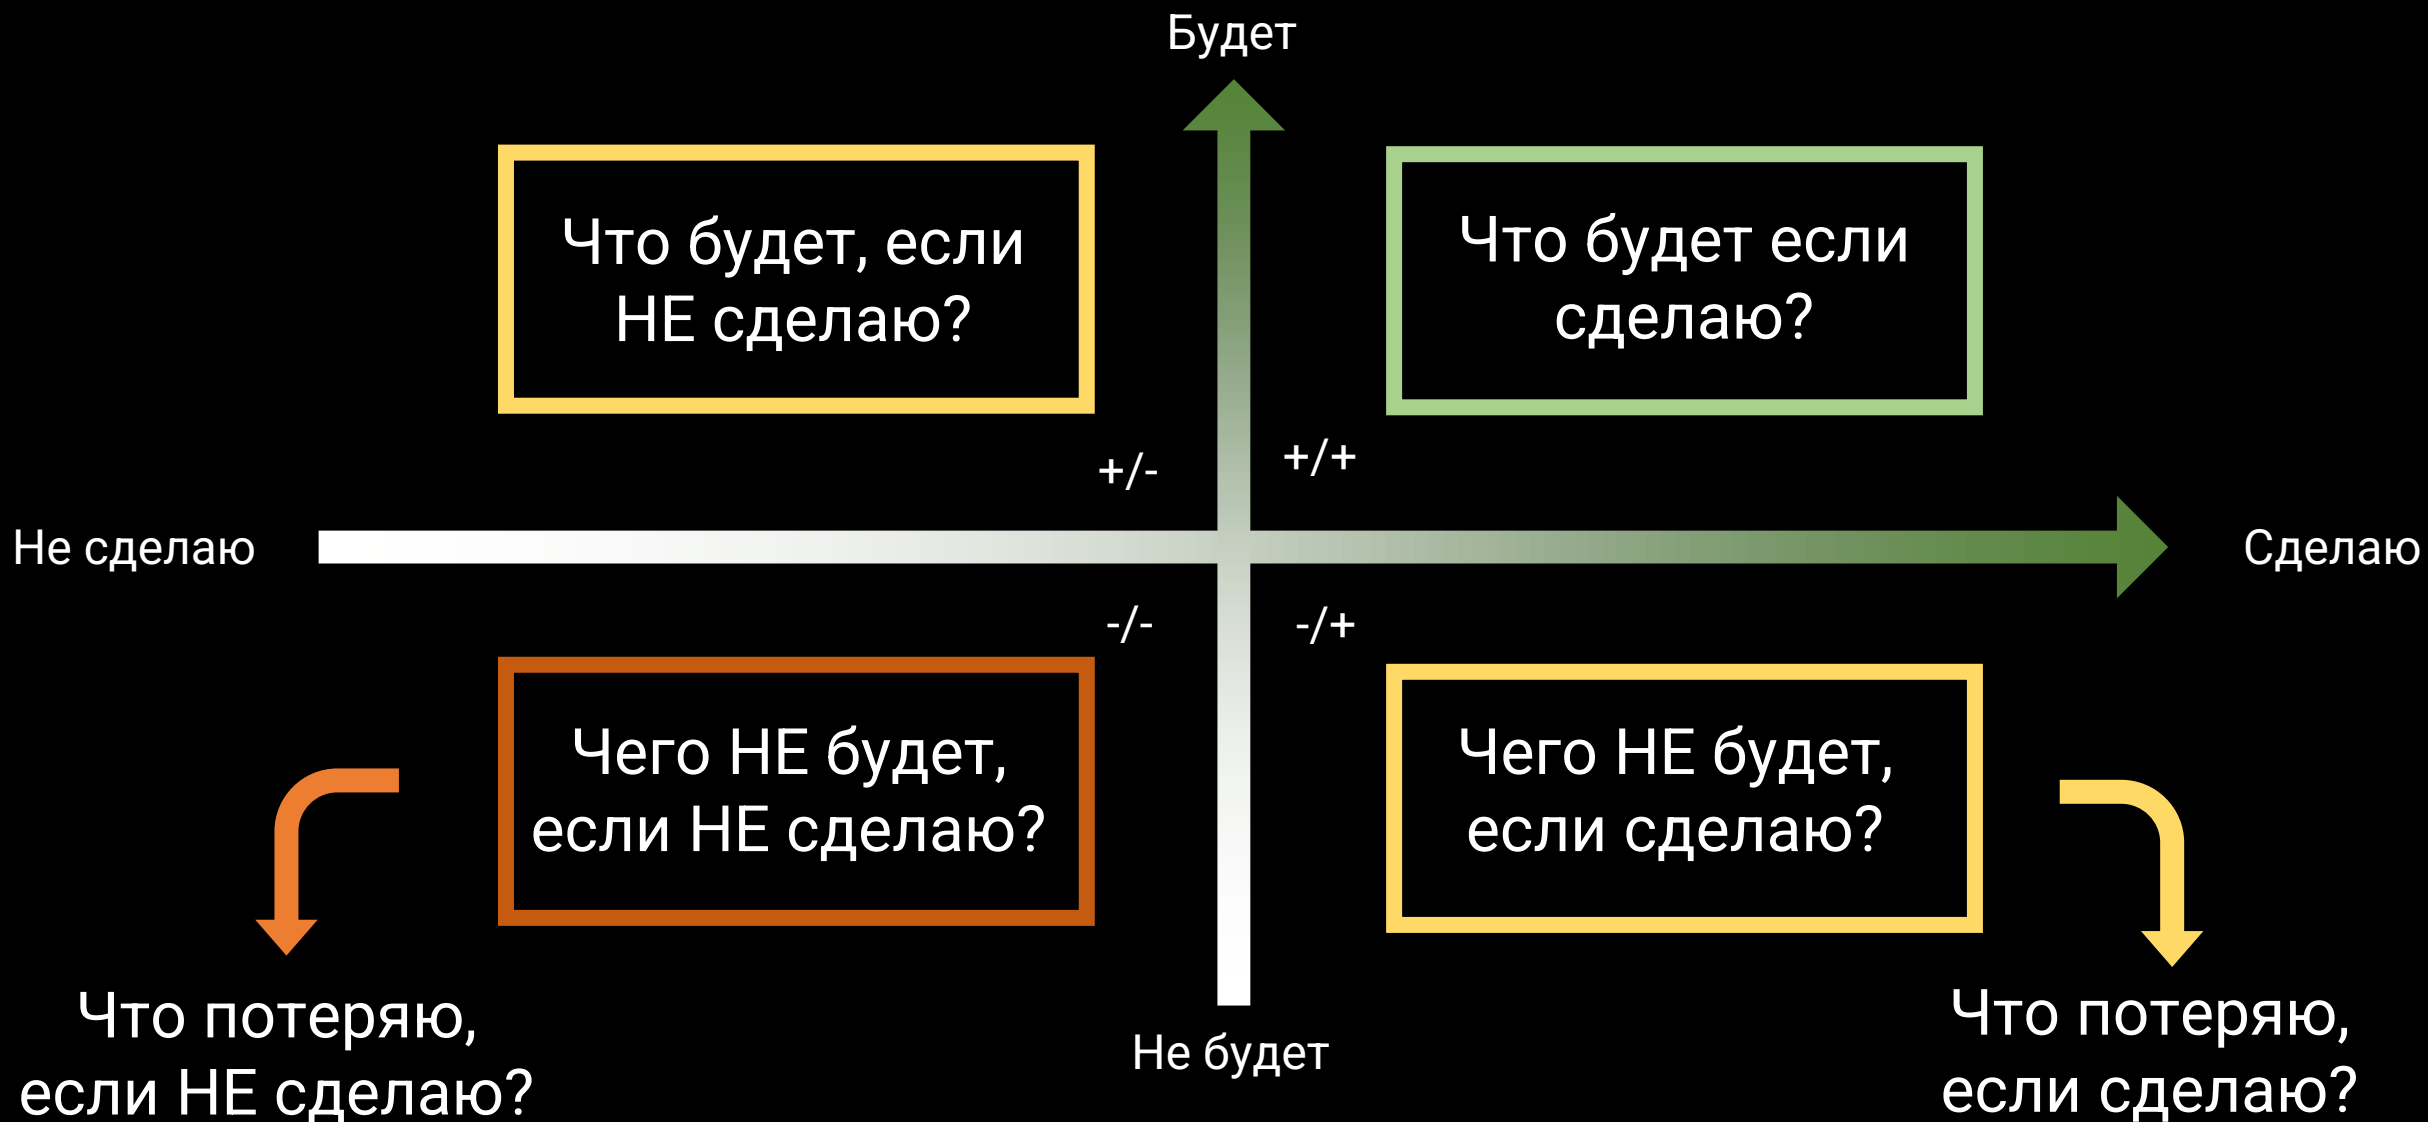 Будет
Что будет, если
НЕ сделаю?
Что будет если
сделаю?
+/-
+/+
Не сделаю
Сделаю
-/-
-/+
Чего НЕ будет,
если НЕ сделаю?
Чего НЕ будет,
если сделаю?
Что потеряю,
если НЕ сделаю?
Что потеряю,
если сделаю?
Не будет